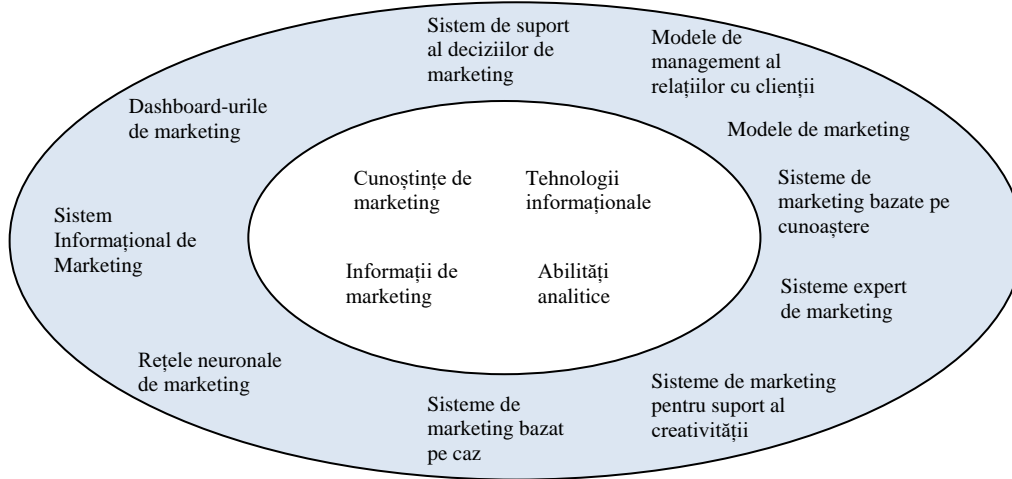 Sistem de suport
al deciziilor de
marketing
Modele de
management al
relațiilor cu clienții
Dashboard-urile
de marketing
Modele de marketing
Cunoștințe de
marketing
Tehnologii
informaționale
Sisteme de
marketing bazate pe
cunoaștere
Sistem
Informațional de
Marketing
Informații de
marketing
Abilități
analitice
Sisteme expert
de marketing
Rețele neuronale
de marketing
Sisteme de
marketing bazat
pe caz
Sisteme de marketing
pentru suport al
creativității